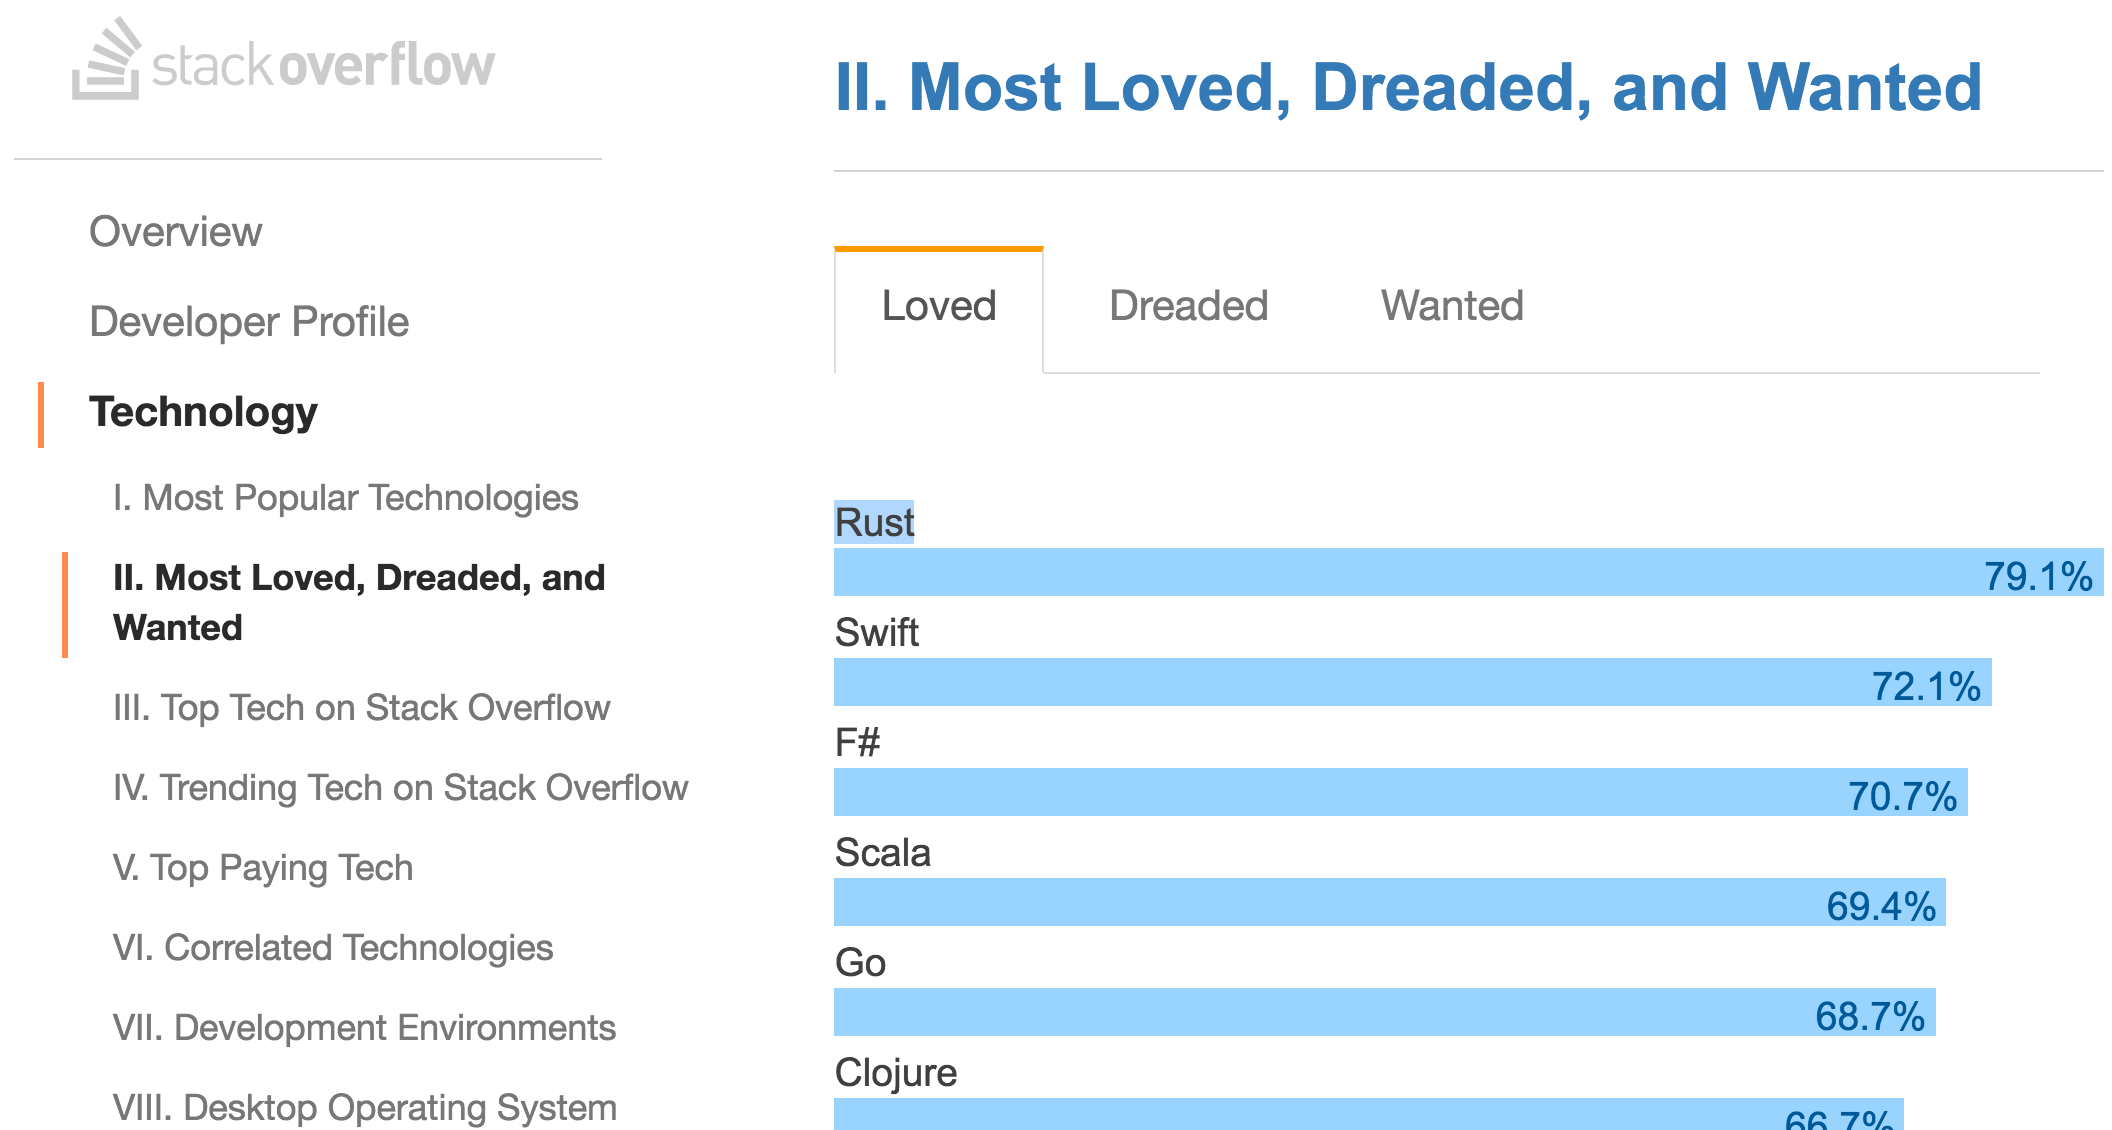 stackoverflow
Overview
Developer Profile
Technology
I. Most Popular Technologies
II. Most Loved, Dreaded, and
Wanted
III. Top Tech on Stack Overflow
IV. Trending Tech on Stack Overflow
V. Top Paying Tech
VI. Correlated Technologies
VII. Development Environments
VIII. Desktop Operating System
II. Most Loved, Dreaded, and Wanted
Loved Dreaded Wanted
Rust
79.1%
Swift
72.1%
F#
70.7%
Scala
69.4%
Go
68.7%
Clojure
66.7%